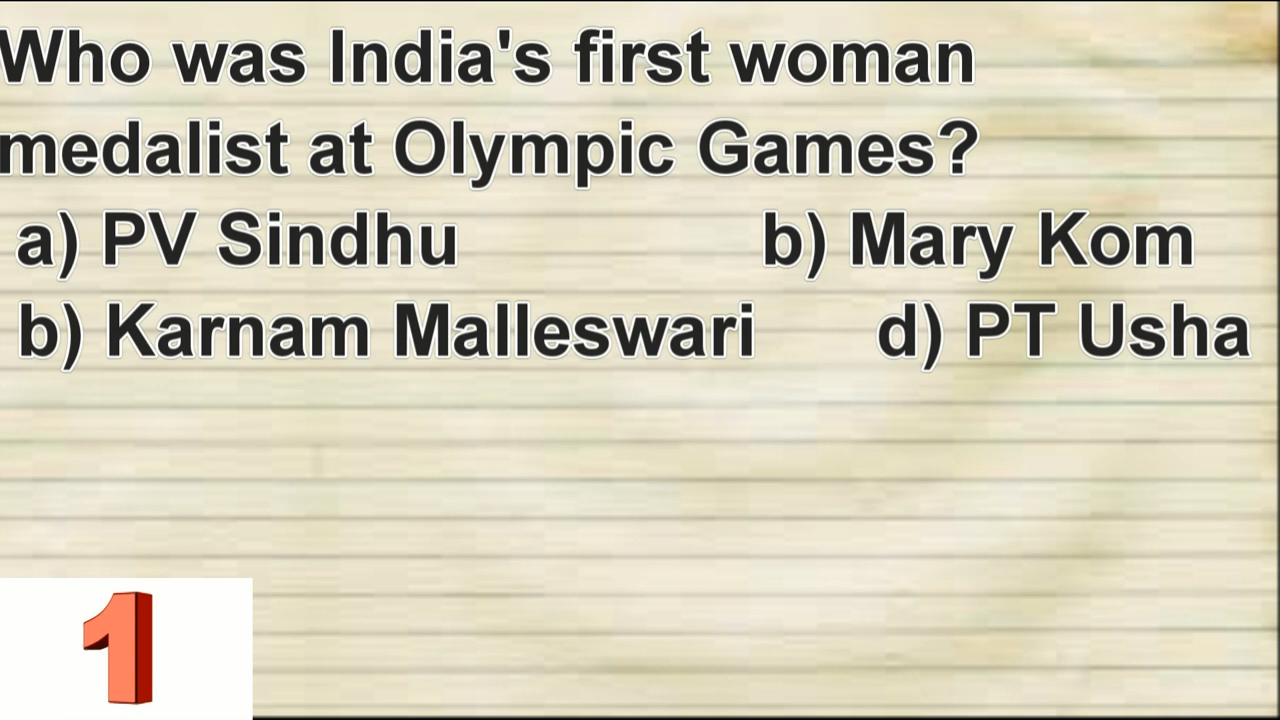 Who was India's first woman
medalist at Olympic Games?
a) PV Sindhu b) Mary Kom
b) Karnam Malleswari d) PT Usha
1